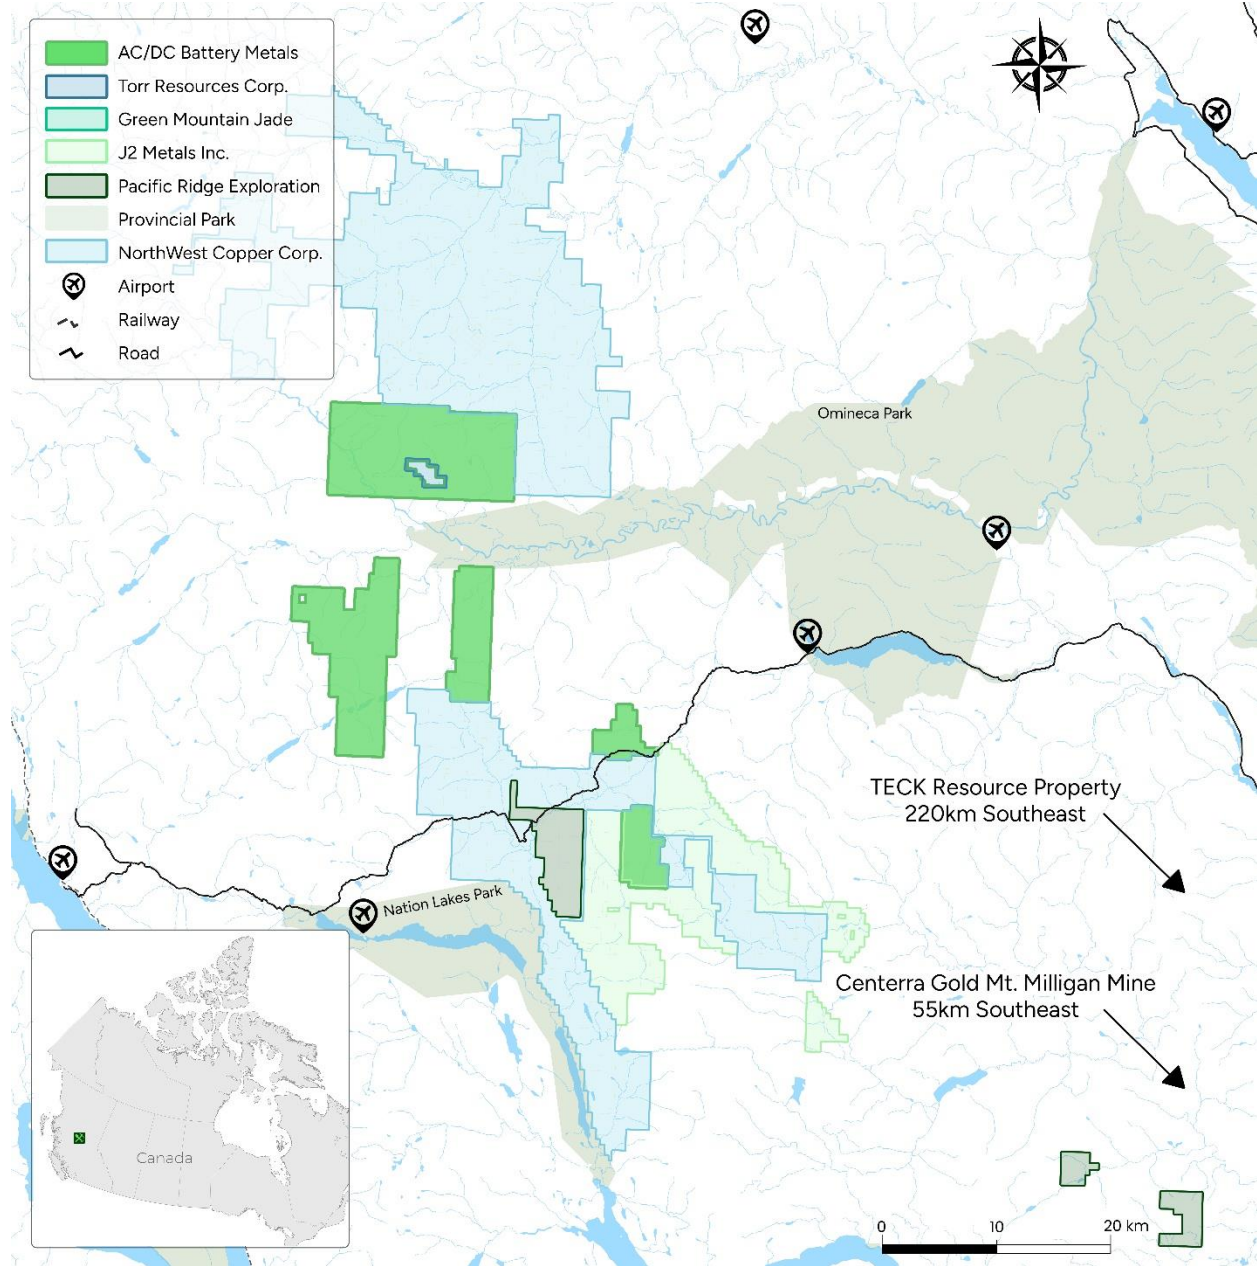 AC/DC Battery Metals
Torr Resources Corp.
Green Mountain Jade
J2 Metals Inc.
Pacific Ridge Exploration
Provincial Park
NorthWest Copper Corp.
Airport
Railway
Road
Omineca Park
TECK Resource Property
220km Southeast
Nation Lakes Park
Centerra Gold Mt. Milligan Mine
55km Southeast
Canada
0 10 20 km